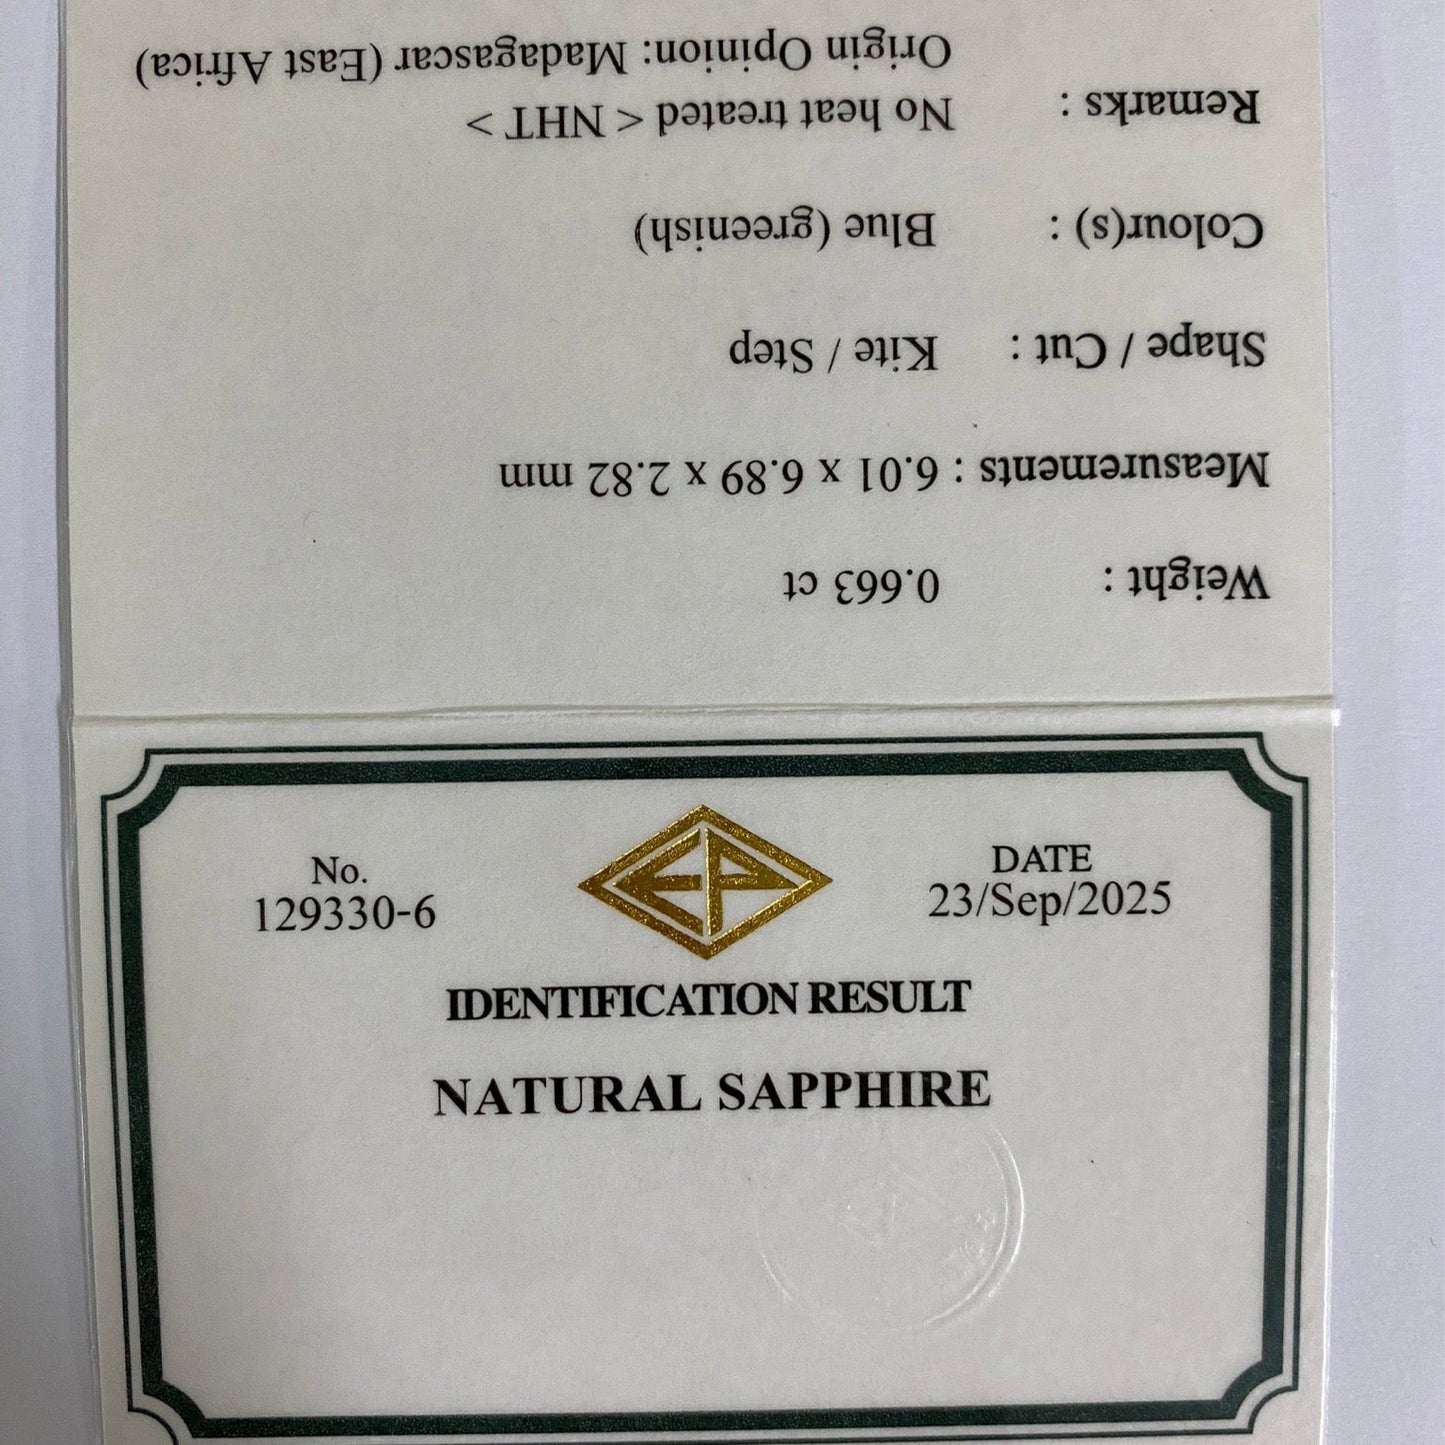 No.
129330-6
EP
DATE
23/Sep/2025
IDENTIFICATION RESULT
NATURAL SAPPHIRE
Weight : 0.663 ct
Measurements : 6.01 x 6.89 x 2.82 mm
Shape / Cut : Kite / Step
Colour(s) : Blue (greenish)
Remarks : No heat treated < NHT >
Origin Opinion: Madagascar (East Africa)